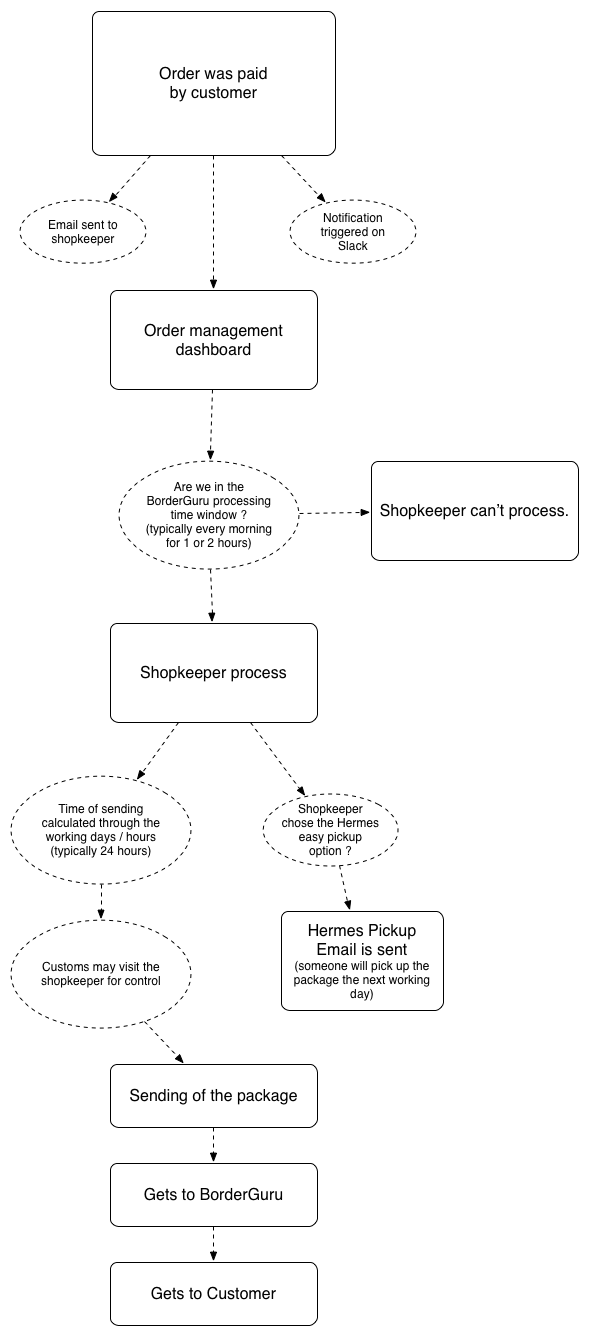 Order was paid
by customer
Email sent to
shopkeeper
Notification
triggered on
Slack
Order management
dashboard
Are we in the
BorderGuru processing
time window ?
(typically every morning
for 1 or 2 hours)
Shopkeeper can't process.
Shopkeeper process
Time of sending
calculated through the
working days / hours
(typically 24 hours)
Shopkeeper
chose the Hermes
easy pickup
option ?
Customs may visit the
shopkeeper for control
Hermes Pickup
Email is sent
(someone will pick up the
package the next working
day)
Sending of the package
Gets to BorderGuru
Gets to Customer